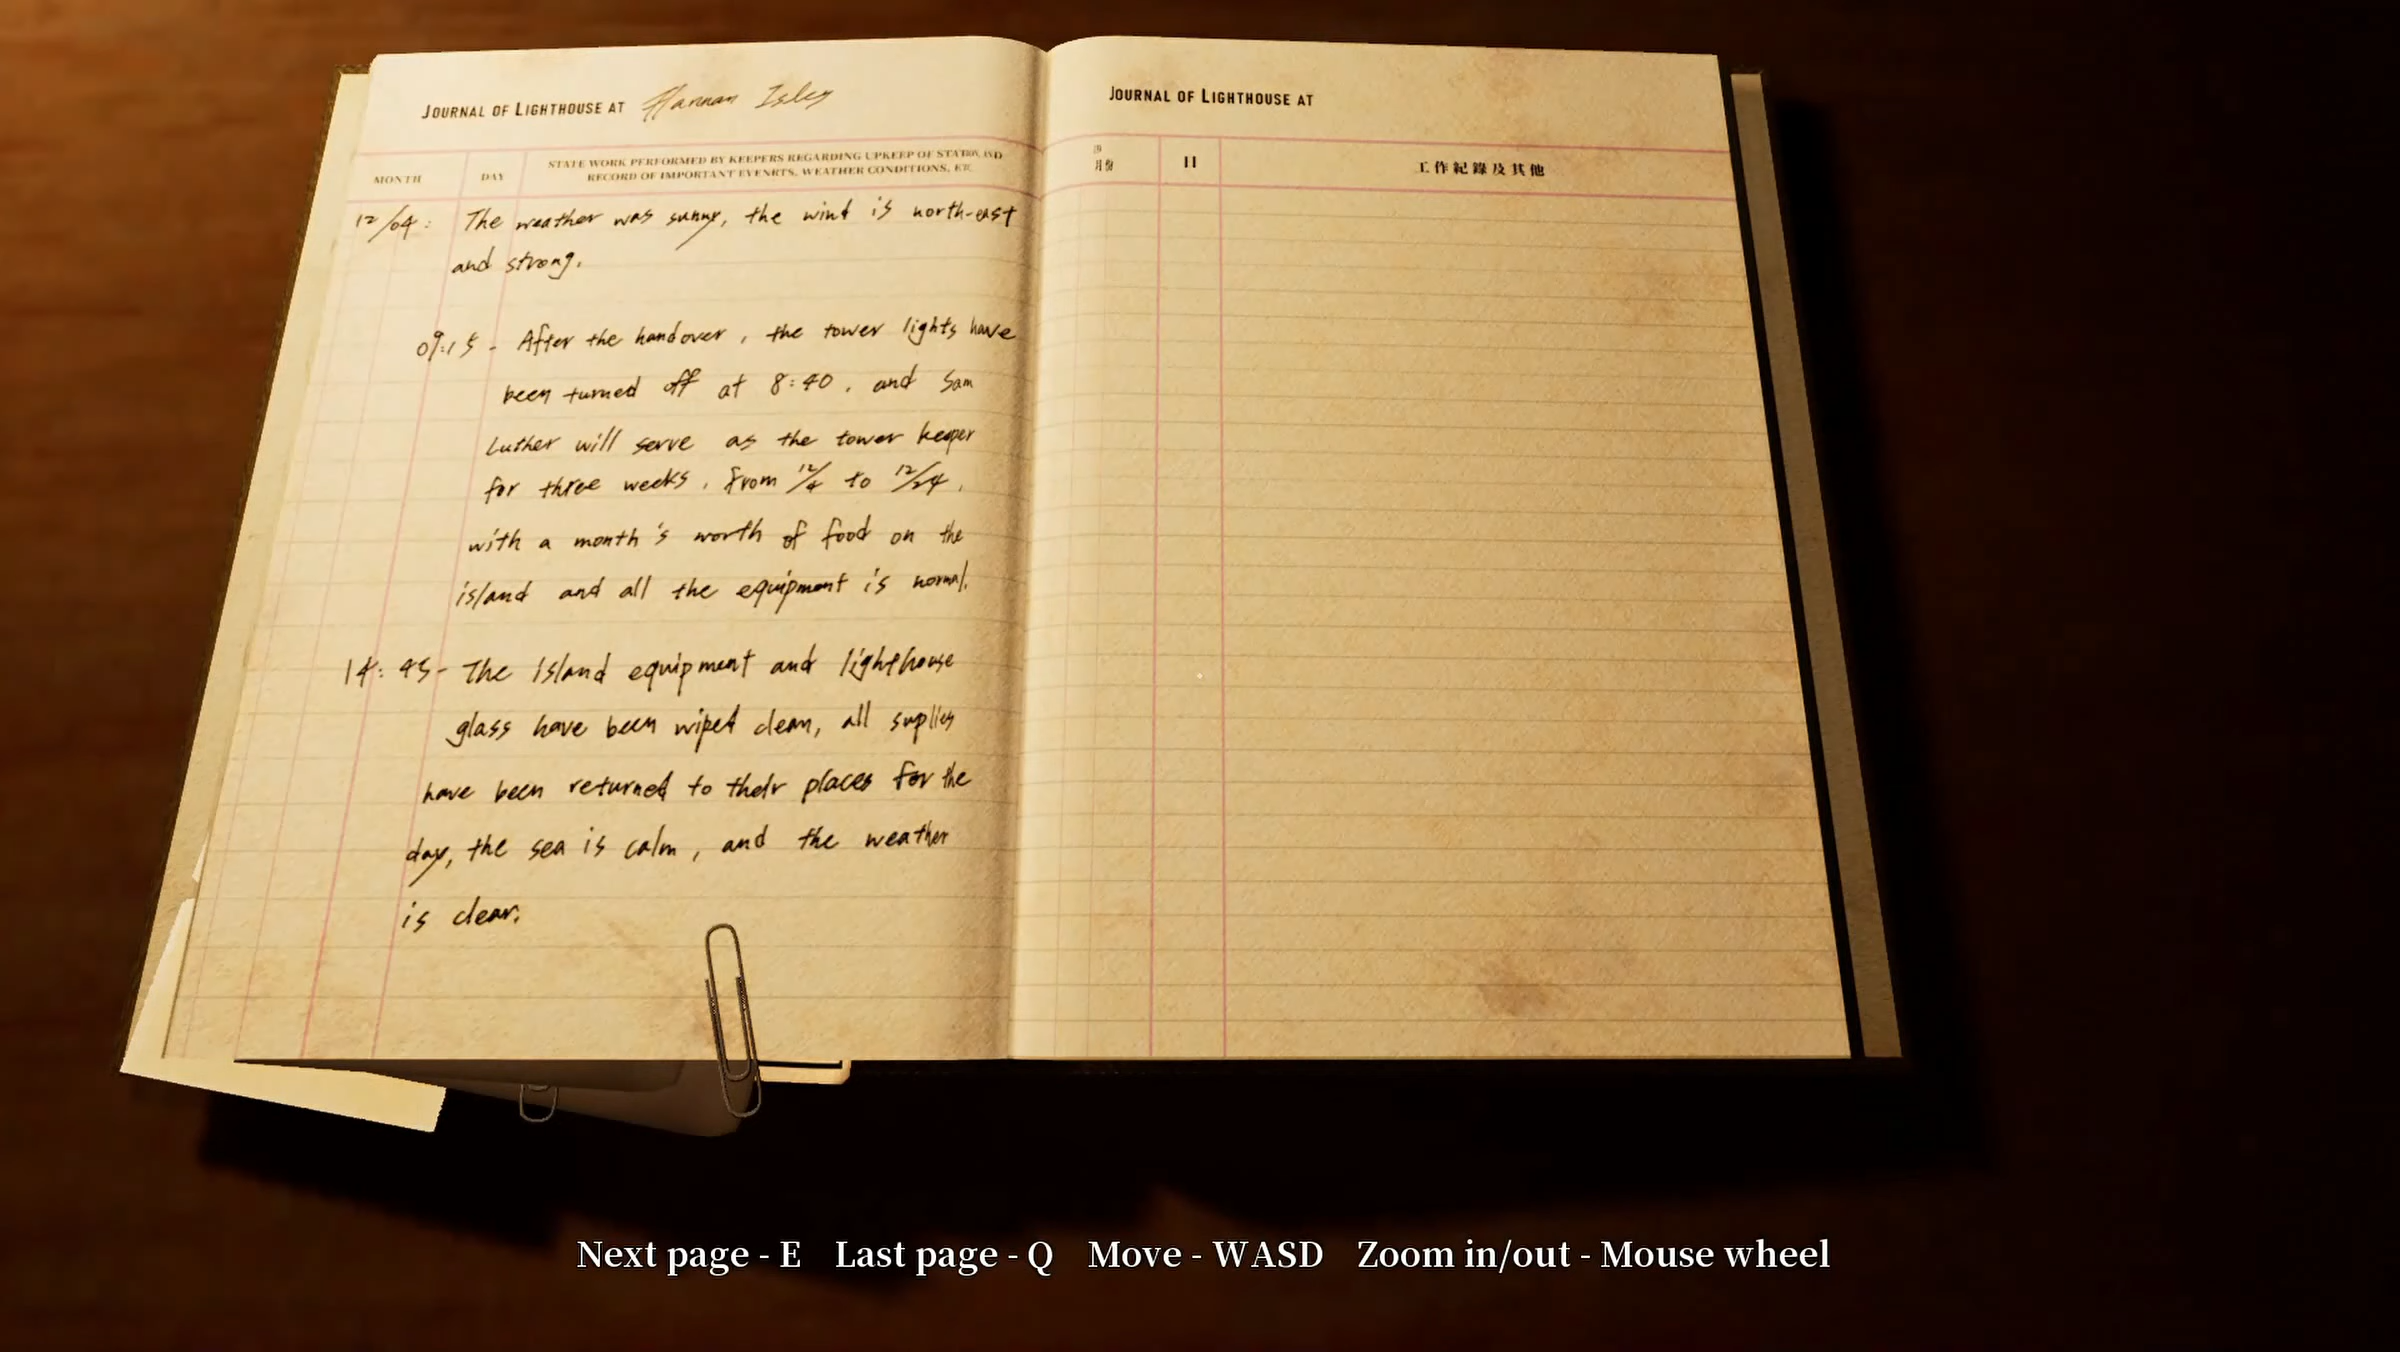 JOURNAL OF LIGHTHOUSE AT Hannan Isley
MONTH DAY STATE WORK PERFORMED BY KEEPERS REGARDING UPKEEP OF STATION, AND
RECORD OF IMPORTANT EVENRTS, WEATHER CONDITIONS, ETC.
12/04: The weather was sunny, the wind is north-east
and strong.
09:15 - After the handover, the tower lights have
been turned off at 8:40, and Sam
Luther will serve as the tower keeper
for three weeks, from 12/4 to 12/24,
with a month's worth of food on the
island and all the equipment is normal.
14:45- The island equipment and lighthouse
glass have been wiped clean, all suplies
have been returned to their places for the
day, the sea is calm, and the weather
is clear.
JOURNAL OF LIGHTHOUSE AT
19
月份 11 工作紀錄及其他
Next page - E Last page - Q Move - WASD Zoom in/out - Mouse wheel